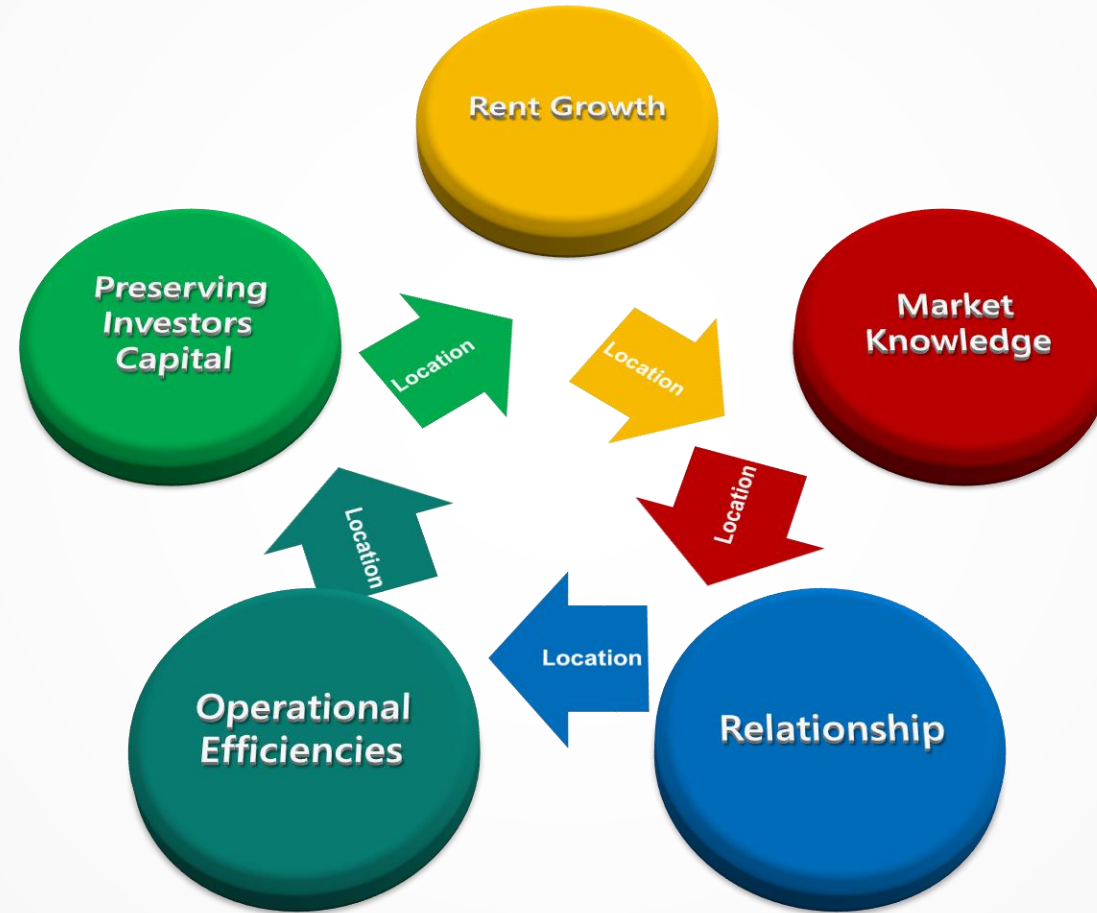 Rent Growth
Market
Knowledge
Relationship
Operational
Efficiencies
Preserving
Investors
Capital
Location
Location
Location
Location
Location